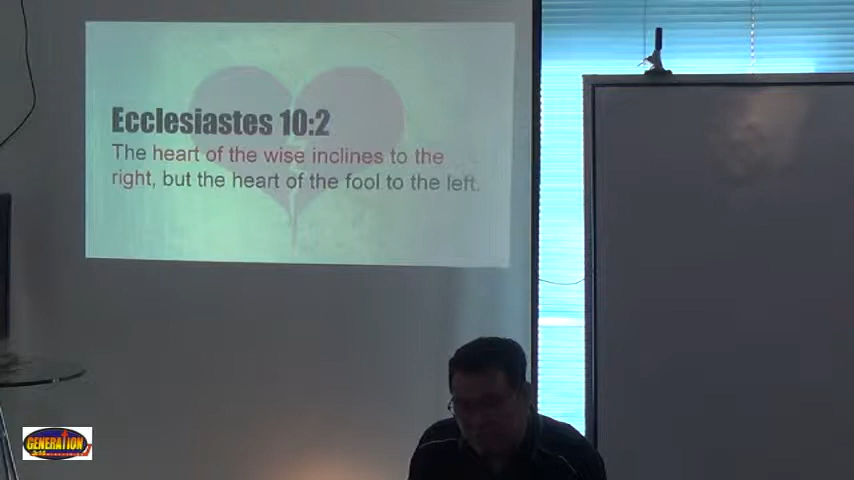 Ecclesiastes 10:2
The heart of the wise inclines to the
right, but the heart of the fool to the left.
GENERATION